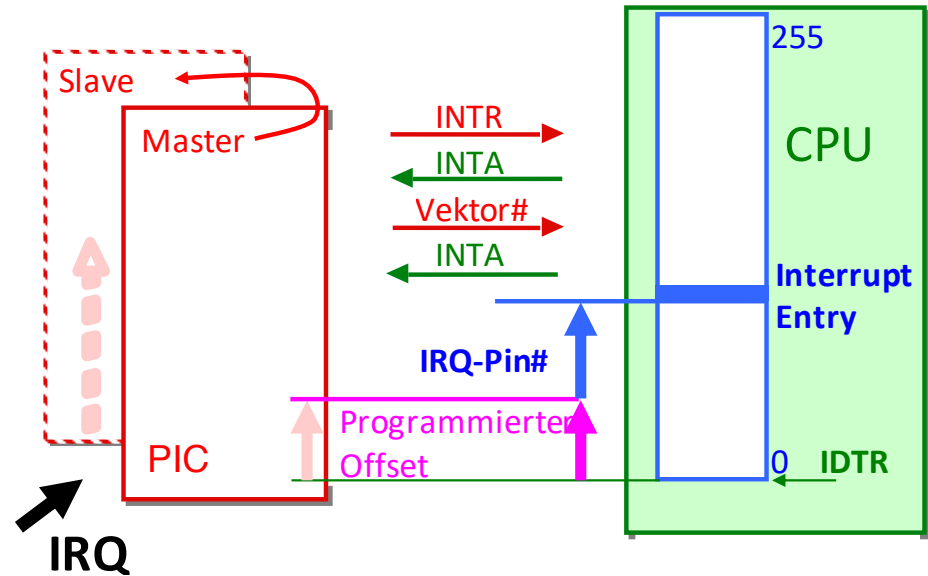 Slave
Master
PIC
IRQ
INTR
INTA
Vektor#
INTA
IRQ-Pin#
Programmierter
Offset
255
CPU
Interrupt
Entry
0
IDTR